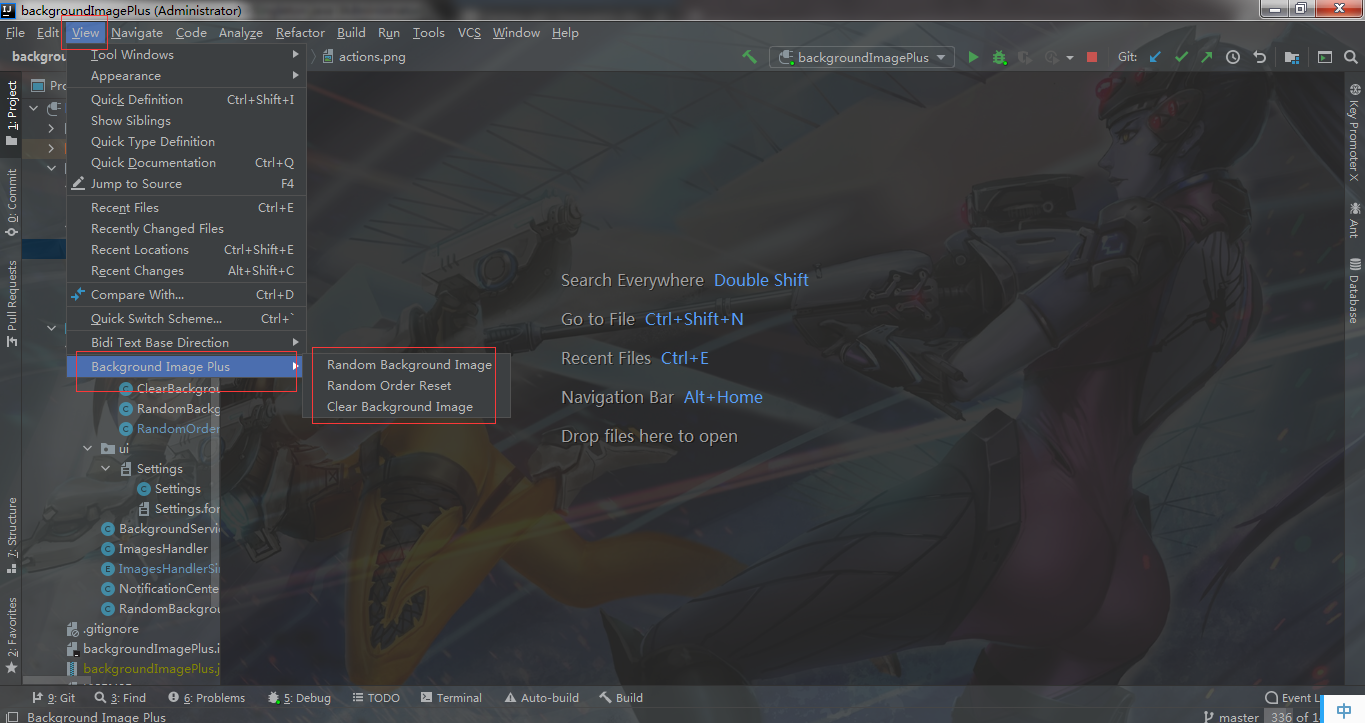 backgroundImagePlus (Administrator)
File Edit View Navigate Code Analyze Refactor Build Run Tools VCS Window Help
backgrou actions.png backgroundImagePlus Git:
1: Project
0: Commit
Pull Requests
7: Structure
2: Favorites
Pro
Tool Windows
Appearance
Quick Definition Ctrl+Shift+I
Show Siblings
Quick Type Definition
Quick Documentation Ctrl+Q
Jump to Source F4
Recent Files Ctrl+E
Recently Changed Files
Recent Locations Ctrl+Shift+E
Recent Changes Alt+Shift+C
Compare With... Ctrl+D
Quick Switch Scheme... Ctrl+`
Bidi Text Base Direction
Background Image Plus
Random Background Image
Random Order Reset
Clear Background Image
ClearBackgrou
RandomBackg
RandomOrder
ui
Settings
Settings
Settings.for
BackgroundServi
ImagesHandler
ImagesHandlerSi
NotificationCente
RandomBackgrou
.gitignore
backgroundImagePlus.i
backgroundImagePlus.j
Search Everywhere Double Shift
Go to File Ctrl+Shift+N
Recent Files Ctrl+E
Navigation Bar Alt+Home
Drop files here to open
Key Promoter X
Ant
Database
9: Git 3: Find 6: Problems 5: Debug TODO Terminal Auto-build Build Event L
Background Image Plus master 336 of 1
中